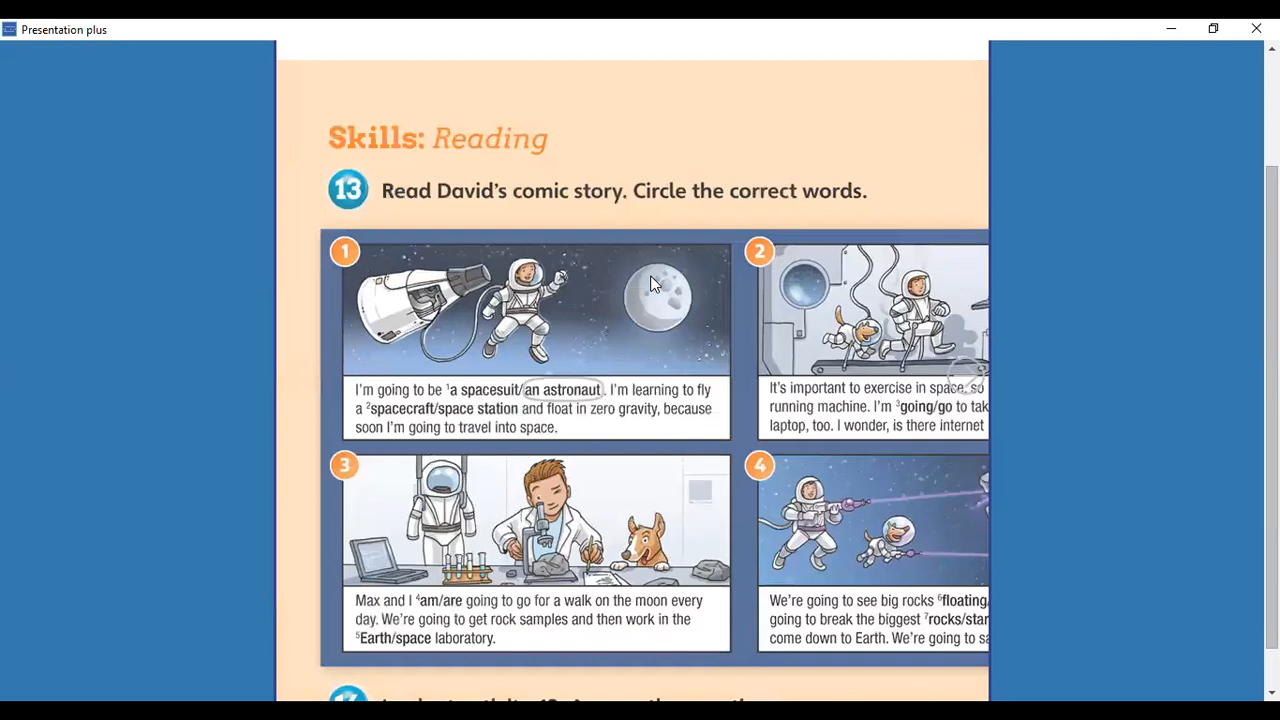 Presentation plus
Skills: Reading
13 Read David's comic story. Circle the correct words.
1
I'm going to be ¹a spacesuit/an astronaut. I'm learning to fly
a ²spacecraft/space station and float in zero gravity, because
soon I'm going to travel into space.
2
It's important to exercise in space, so
running machine. I'm ³going/go to tak
laptop, too. I wonder, is there internet
3
Max and I ⁴am/are going to go for a walk on the moon every
day. We're going to get rock samples and then work in the
⁵Earth/space laboratory.
4
We're going to see big rocks ⁶floating/
going to break the biggest ⁷rocks/star
come down to Earth. We're going to sa